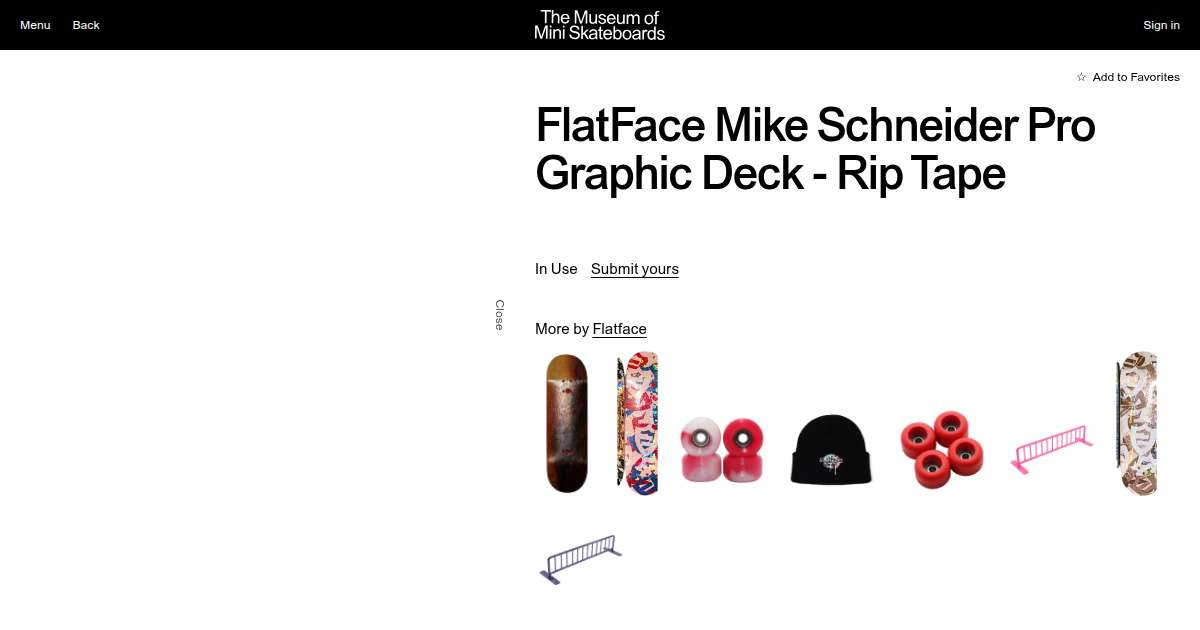 Menu
Back
The Museum of
Mini Skateboards
Sign in
☆ Add to Favorites
FlatFace Mike Schneider Pro
Graphic Deck - Rip Tape
In Use Submit yours
Close
More by Flatface